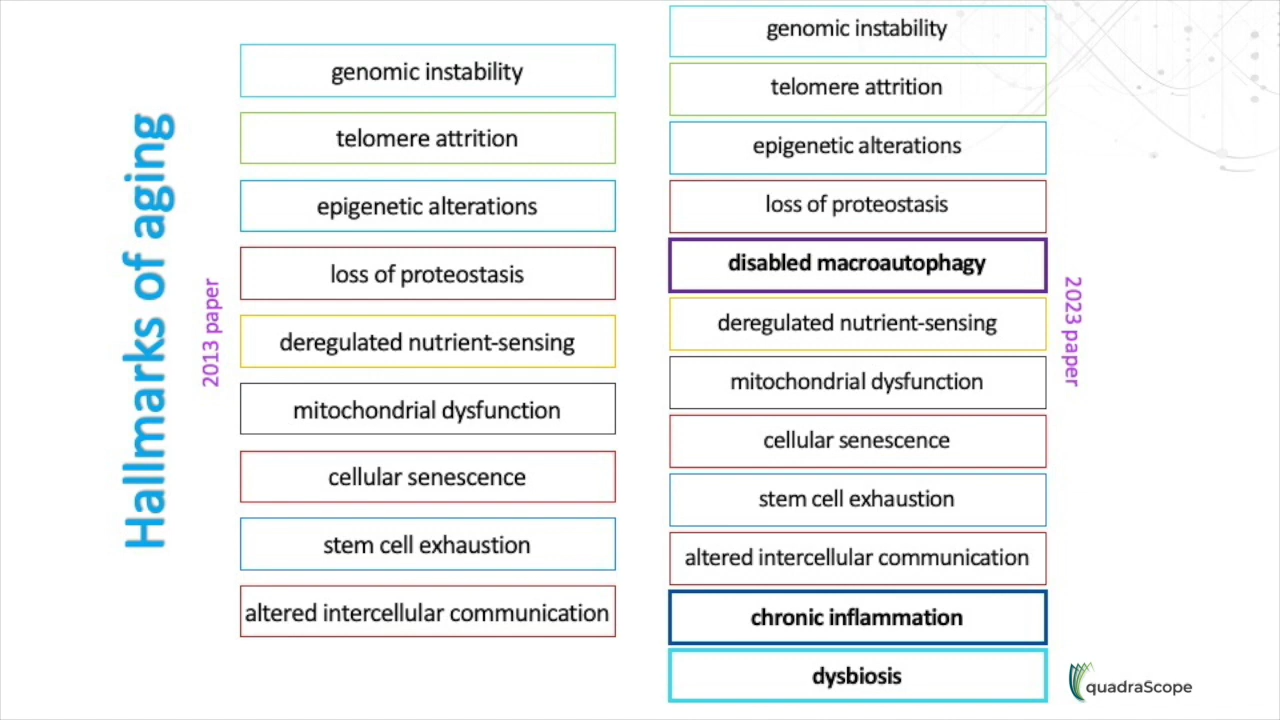 Hallmarks of aging
2013 paper
genomic instability
telomere attrition
epigenetic alterations
loss of proteostasis
deregulated nutrient-sensing
mitochondrial dysfunction
cellular senescence
stem cell exhaustion
altered intercellular communication
genomic instability
telomere attrition
epigenetic alterations
loss of proteostasis
disabled macroautophagy
deregulated nutrient-sensing
mitochondrial dysfunction
cellular senescence
stem cell exhaustion
altered intercellular communication
chronic inflammation
dysbiosis
2023 paper
quadraScope